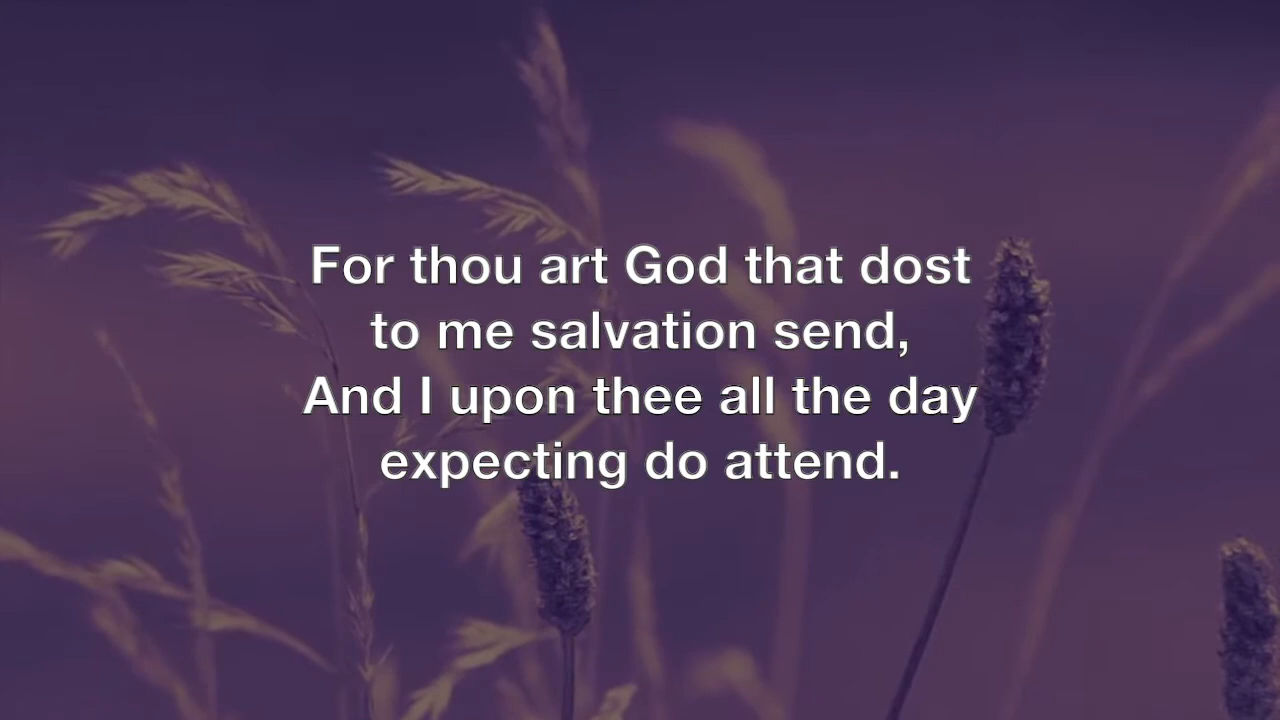 For thou art God that dost
to me salvation send,
And I upon thee all the day
expecting do attend.